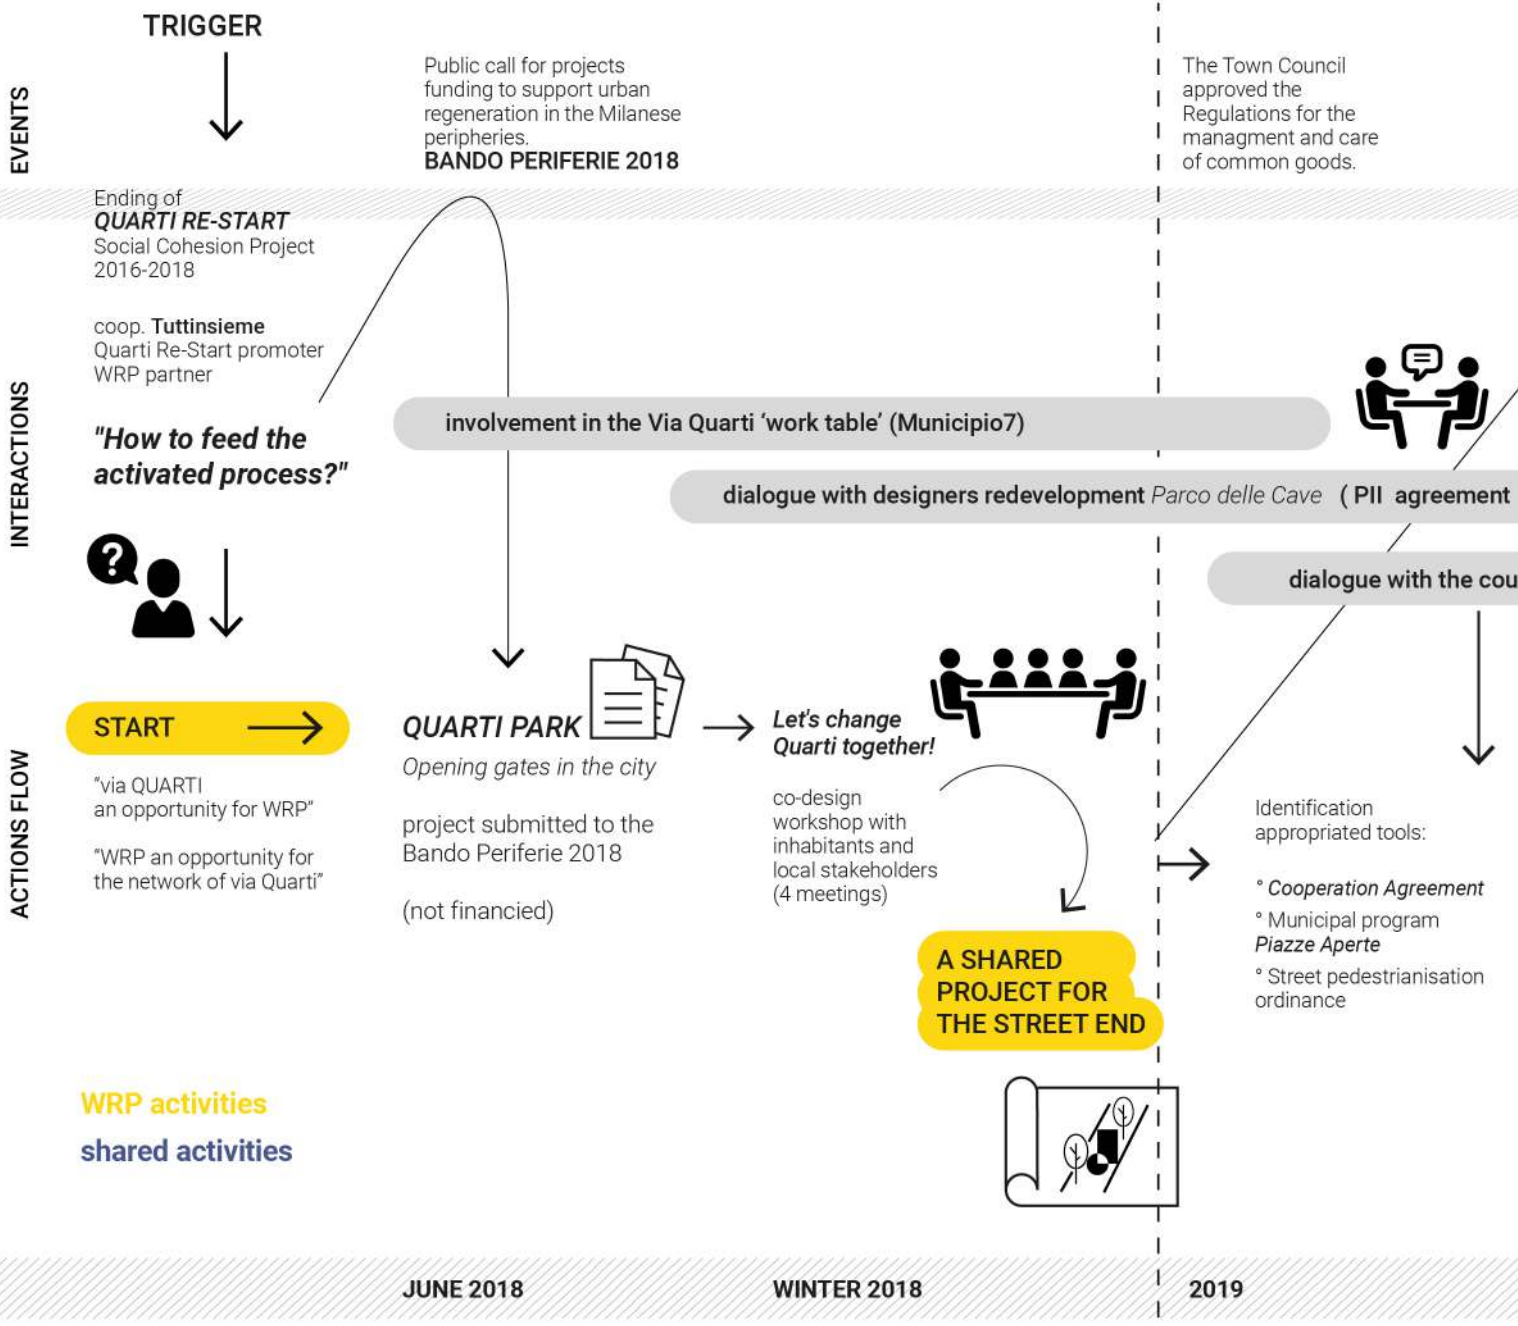 TRIGGER
EVENTS
Public call for projects
funding to support urban
regeneration in the Milanese
peripheries.
BANDO PERIFERIE 2018
The Town Council
approved the
Regulations for the
managment and care
of common goods.
Ending of
QUARTI RE-START
Social Cohesion Project
2016-2018
coop. Tuttinsieme
Quarti Re-Start promoter
WRP partner
INTERACTIONS
"How to feed the
activated process?"
?
involvement in the Via Quarti ‘work table’ (Municipio7)
dialogue with designers redevelopment Parco delle Cave ( PII agreement
dialogue with the cou
ACTIONS FLOW
START
"via QUARTI
an opportunity for WRP"
"WRP an opportunity for
the network of via Quarti"
QUARTI PARK
Opening gates in the city
project submitted to the
Bando Periferie 2018
(not financied)
Let's change
Quarti together!
co-design
workshop with
inhabitants and
local stakeholders
(4 meetings)
A SHARED
PROJECT FOR
THE STREET END
Identification
appropriated tools:
° Cooperation Agreement
° Municipal program
Piazze Aperte
° Street pedestrianisation
ordinance
WRP activities
shared activities
JUNE 2018
WINTER 2018
2019